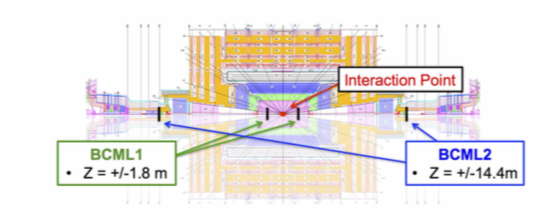 Interaction Point
BCML1
• Z = +/-1.8 m
BCML2
• Z = +/-14.4m